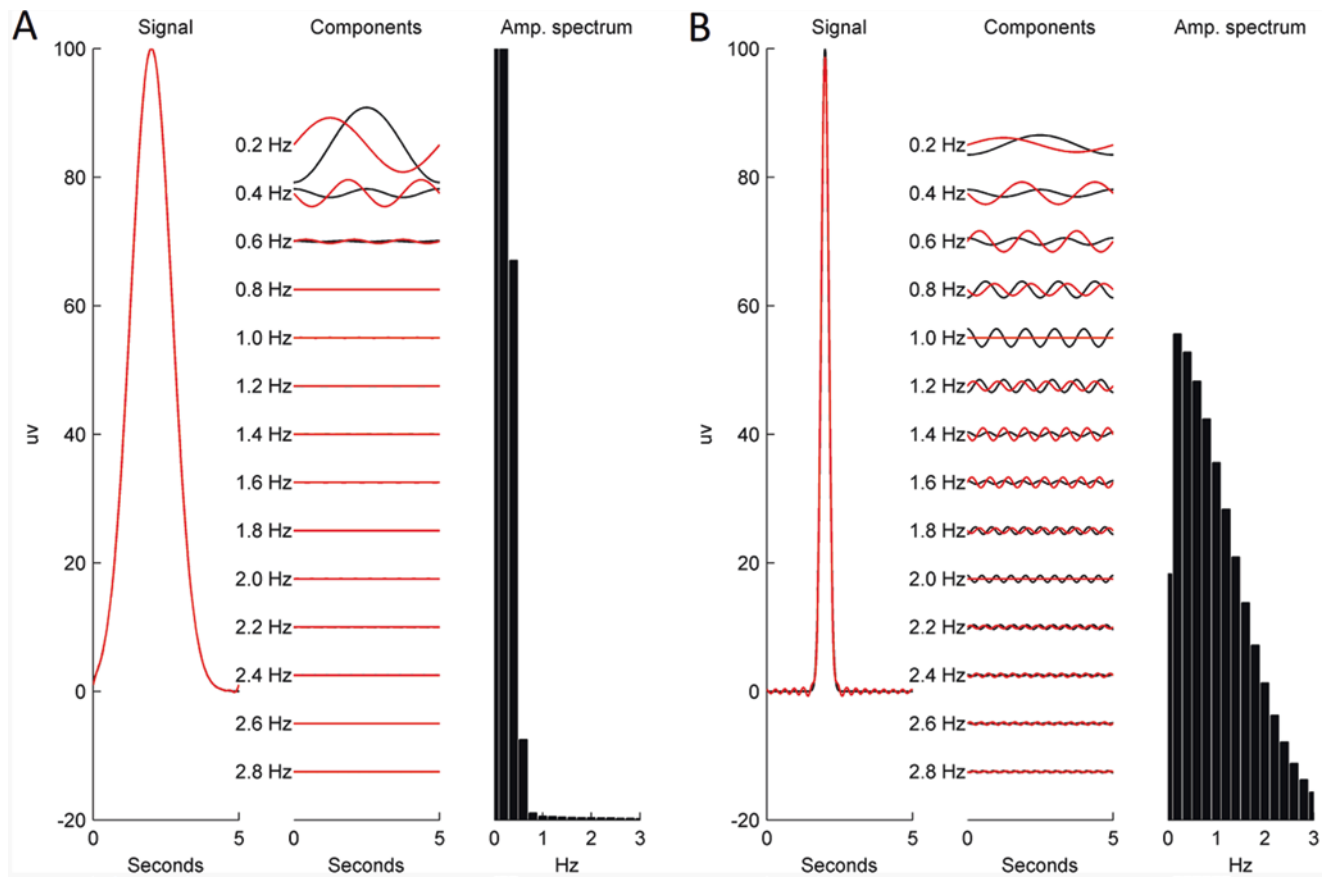 A
Signal
Components
Amp. spectrum
100
80
60
40
20
0
-20
uv
0.2 Hz
0.4 Hz
0.6 Hz
0.8 Hz
1.0 Hz
1.2 Hz
1.4 Hz
1.6 Hz
1.8 Hz
2.0 Hz
2.2 Hz
2.4 Hz
2.6 Hz
2.8 Hz
0 5
0 5
0 1 2 3
Seconds
Seconds
Hz
B
Signal
Components
Amp. spectrum
100
80
60
40
20
0
-20
uv
0.2 Hz
0.4 Hz
0.6 Hz
0.8 Hz
1.0 Hz
1.2 Hz
1.4 Hz
1.6 Hz
1.8 Hz
2.0 Hz
2.2 Hz
2.4 Hz
2.6 Hz
2.8 Hz
0 5
0 5
0 1 2 3
Seconds
Seconds
Hz